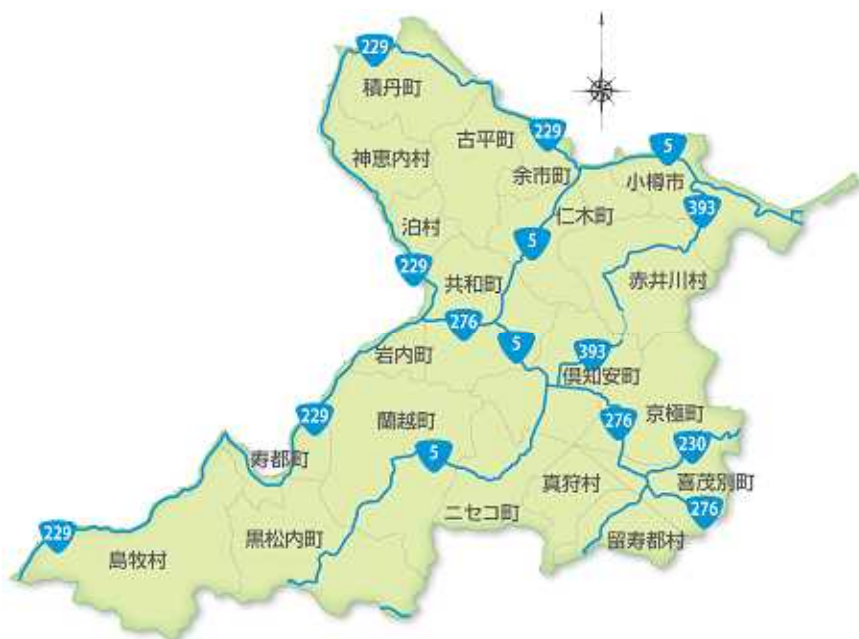 229
積丹町
古平町
229
5
神恵内村
余市町
小樽市
393
仁木町
泊村
5
229
共和町
赤井川村
276
5
岩内町
393
倶知安町
229
蘭越町
276
京極町
230
寿都町
5
真狩村
喜茂別町
ニセコ町
276
229
黒松内町
留寿都村
島牧村